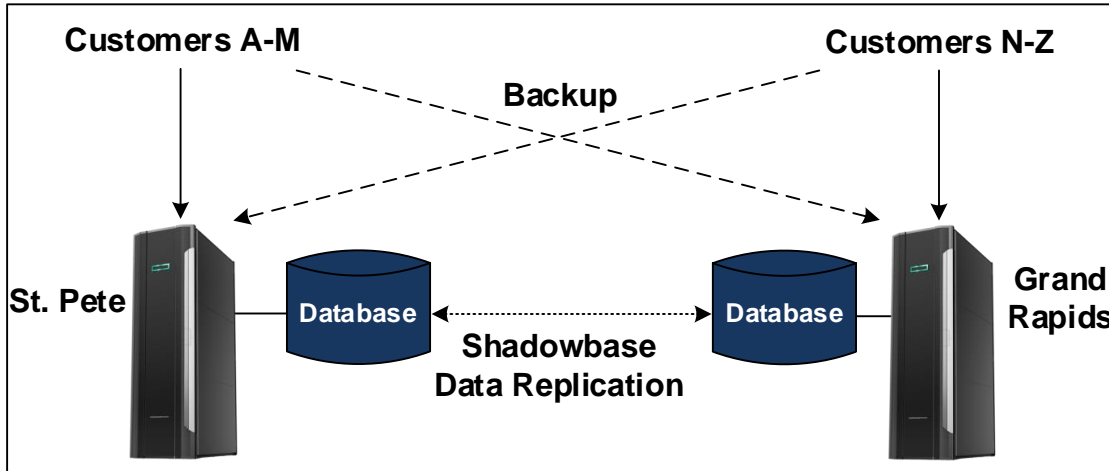 Customers A-M
Customers N-Z
Backup
St. Pete
Database
Database
Grand
Rapids
Shadowbase
Data Replication